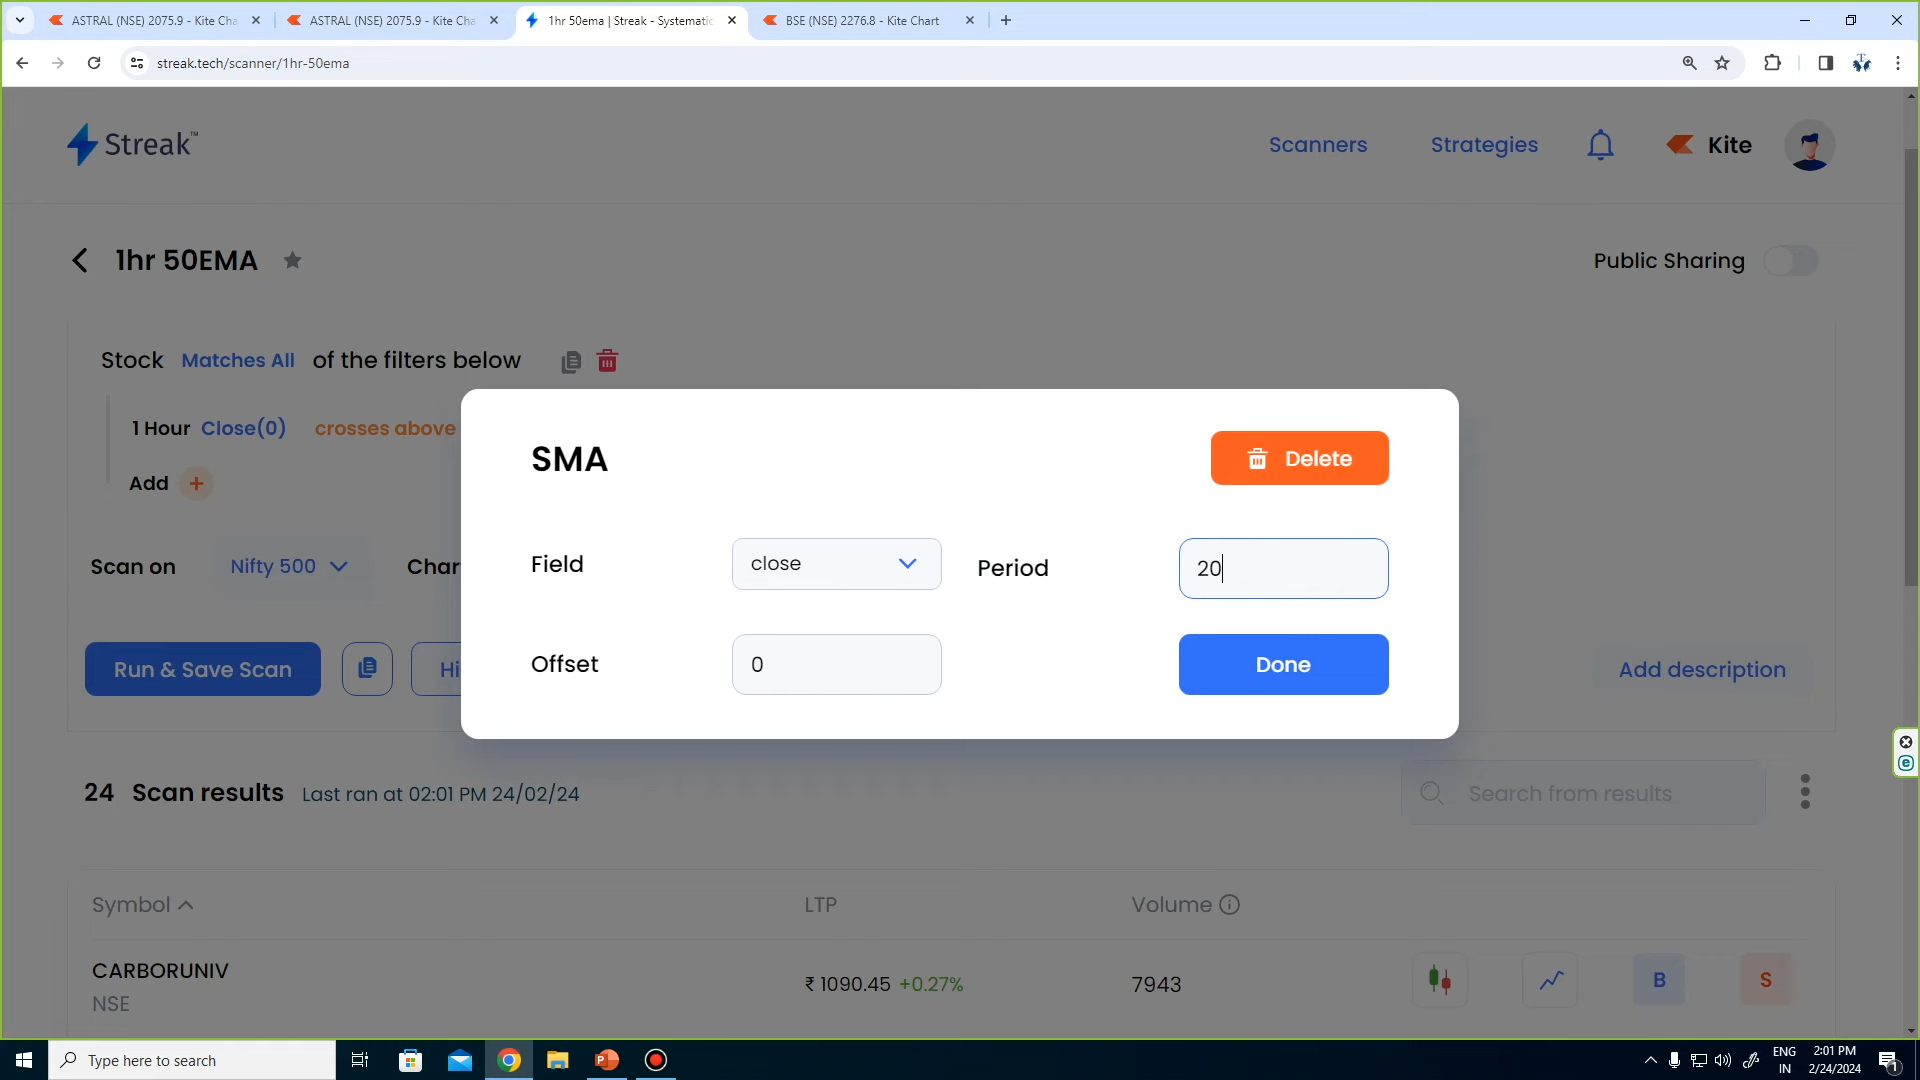 ASTRAL (NSE) 2075.9 - Kite Cha
ASTRAL (NSE) 2075.9 - Kite Cha
1hr 50ema | Streak - Systematic
BSE (NSE) 2276.8 - Kite Chart
streak.tech/scanner/1hr-50ema
Streak™
Scanners
Strategies
Kite
1hr 50EMA
Public Sharing
Stock Matches All of the filters below
1 Hour Close(0) crosses above
Add +
SMA
Delete
Field
close
Period
20
Offset
0
Done
Scan on
Nifty 500
Char
Run & Save Scan
Hi
Add description
24 Scan results Last ran at 02:01 PM 24/02/24
Search from results
Symbol
LTP
Volume
CARBORUNIV
NSE
₹ 1090.45 +0.27%
7943
B
S
Type here to search
ENG
IN
2:01 PM
2/24/2024
1